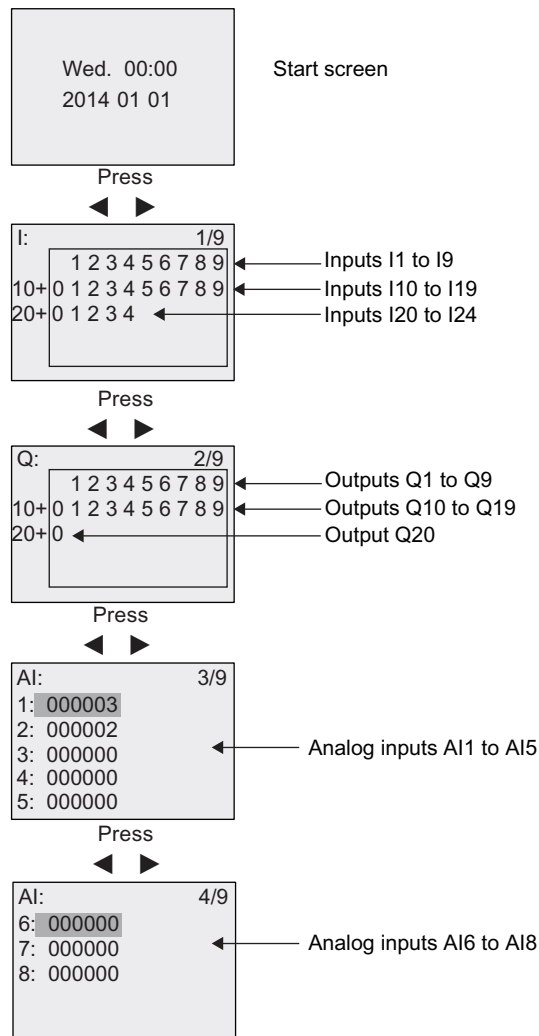 Wed. 00:00 Start screen
2014 01 01
Press
◀ ▶
I: 1/9
1 2 3 4 5 6 7 8 9 Inputs I1 to I9
10+ 0 1 2 3 4 5 6 7 8 9 Inputs I10 to I19
20+ 0 1 2 3 4 Inputs I20 to I24
Press
◀ ▶
Q: 2/9
1 2 3 4 5 6 7 8 9 Outputs Q1 to Q9
10+ 0 1 2 3 4 5 6 7 8 9 Outputs Q10 to Q19
20+ 0 Output Q20
Press
◀ ▶
AI: 3/9
1: 000003
2: 000002
3: 000000 Analog inputs AI1 to AI5
4: 000000
5: 000000
Press
◀ ▶
AI: 4/9
6: 000000
7: 000000 Analog inputs AI6 to AI8
8: 000000